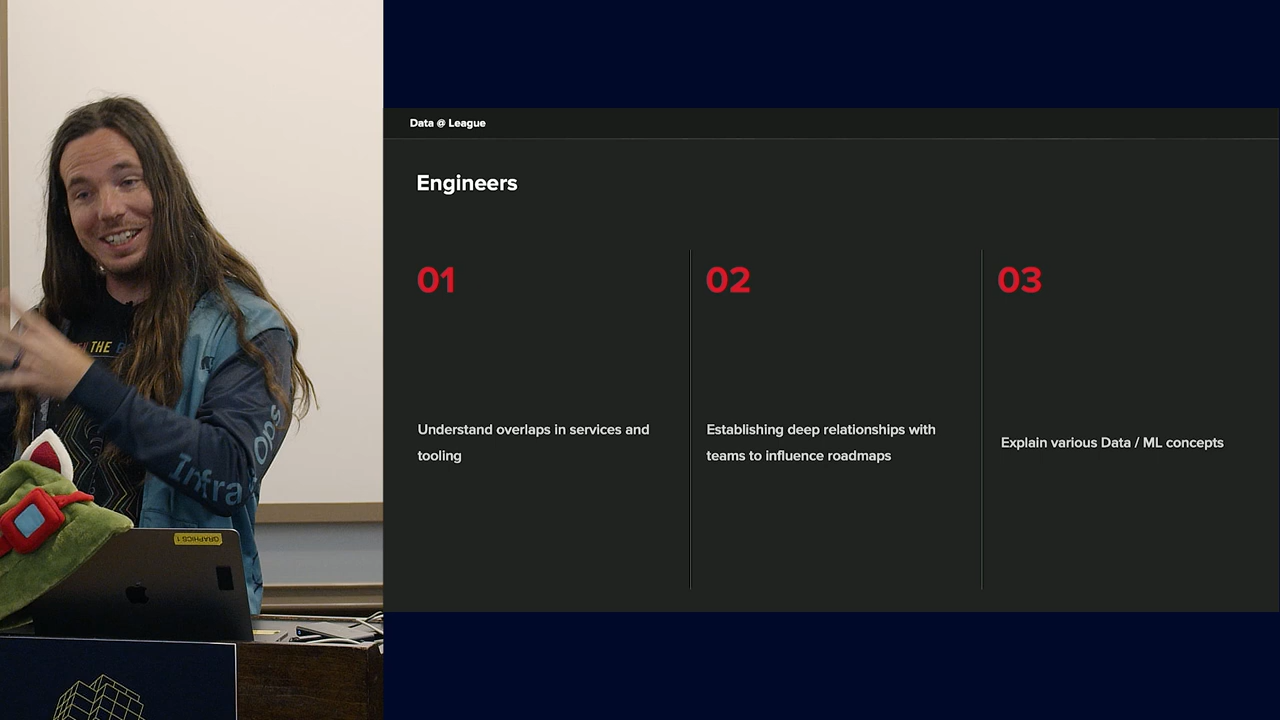 Data @ League
Engineers
01
02
03
Understand overlaps in services and
tooling
Establishing deep relationships with
teams to influence roadmaps
Explain various Data / ML concepts
THE
Infra
Ops
GRAPHICS 1